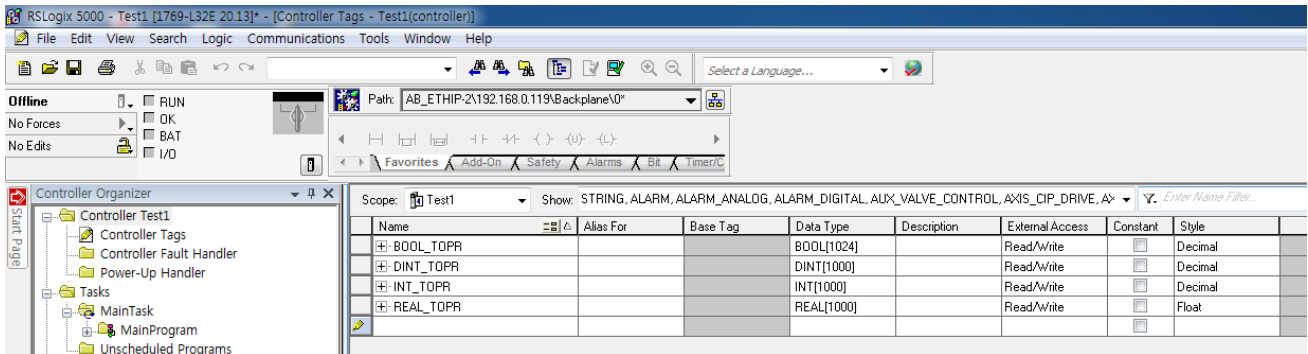 RSLogix 5000 - Test1 [1769-L32E 20.13]* - [Controller Tags - Test1(controller)]
File Edit View Search Logic Communications Tools Window Help
Select a Language...
Offline RUN
No Forces OK
No Edits BAT
I/O
Path: AB_ETHIP-2\192.168.0.119\Backplane\0*
Favorites Add-On Safety Alarms Bit Timer/C
Start Page
Controller Organizer
Controller Test1
Controller Tags
Controller Fault Handler
Power-Up Handler
Tasks
MainTask
MainProgram
Unscheduled Programs
Scope: Test1 Show: STRING, ALARM, ALARM_ANALOG, ALARM_DIGITAL, AUX_VALVE_CONTROL, AXIS_CIP_DRIVE, Enter Name Filter...
Name Alias For Base Tag Data Type Description External Access Constant Style
BOOL_TOPR BOOL[1024] Read/Write Decimal
DINT_TOPR DINT[1000] Read/Write Decimal
INT_TOPR INT[1000] Read/Write Decimal
REAL_TOPR REAL[1000] Read/Write Float